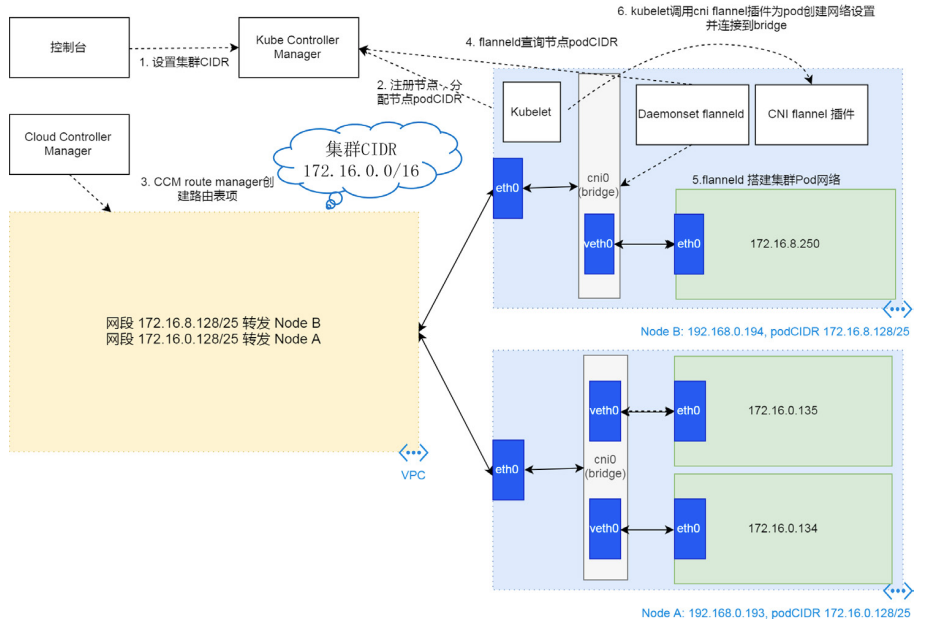 6. kubelet调用cni flannel插件为pod创建网络设置
并连接到bridge
控制台
1. 设置集群CIDR
Kube Controller
Manager
4. flanneld查询节点podCIDR
2. 注册节点、分
配节点podCIDR
Kubelet
Daemonset flanneld
CNI flannel 插件
Cloud Controller
Manager
集群CIDR
172.16.0.0/16
3. CCM route manager创
建路由表项
eth0
cni0
(bridge)
5.flanneld 搭建集群Pod网络
veth0
eth0
172.16.8.250
网段 172.16.8.128/25 转发 Node B
网段 172.16.0.128/25 转发 Node A
Node B: 192.168.0.194, podCIDR 172.16.8.128/25
VPC
eth0
cni0
(bridge)
veth0
eth0
172.16.0.135
veth0
eth0
172.16.0.134
Node A: 192.168.0.193, podCIDR 172.16.0.128/25